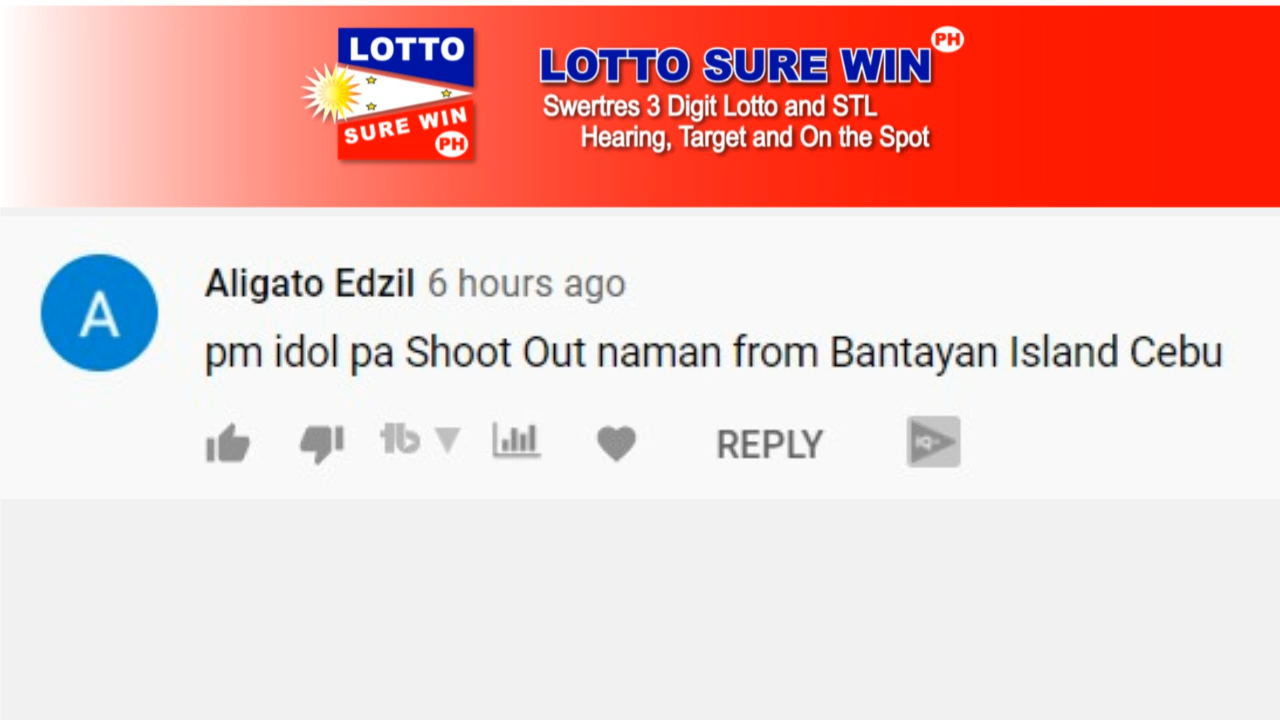 LOTTO
SURE WIN
PH
LOTTO SURE WIN PH
Swertres 3 Digit Lotto and STL
Hearing, Target and On the Spot
A
Aligato Edzil 6 hours ago
pm idol pa Shoot Out naman from Bantayan Island Cebu
REPLY
IQ